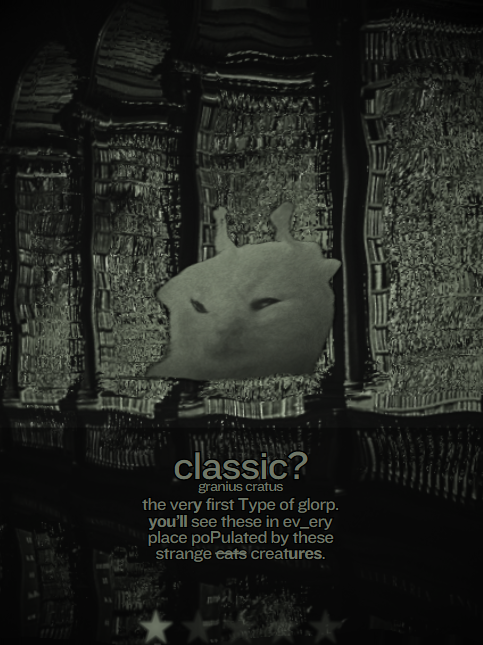 classic?
granius cratus
the very first Type of glorp.
you'll see these in ev_ery
place poPulated by these
strange cats creatures.